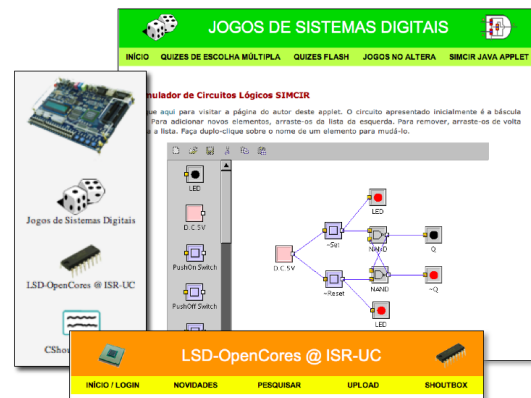 JOGOS DE SISTEMAS DIGITAIS
INÍCIO QUIZES DE ESCOLHA MÚLTIPLA QUIZES FLASH JOGOS NO ALTERA SIMCIR JAVA APPLET
mulador de Circuitos Lógicos SIMCIR
ue aqui para visitar a página do autor deste applet. O circuito apresentado inicialmente é a báscula
Para adicionar novos elementos, arraste-os da lista da esquerda. Para remover, arraste-os de volta
a a lista. Faça duplo-clique sobre o nome de um elemento para mudá-lo.
LED
D.C.5V
PushOn Switch
PushOff Switch
D.C.5V
~Set
~Reset
LED
NAND
NAND
LED
Q
~Q
Jogos de Sistemas Digitais
LSD-OpenCores @ ISR-UC
CShou
LSD-OpenCores @ ISR-UC
INÍCIO / LOGIN NOVIDADES PESQUISAR UPLOAD SHOUTBOX